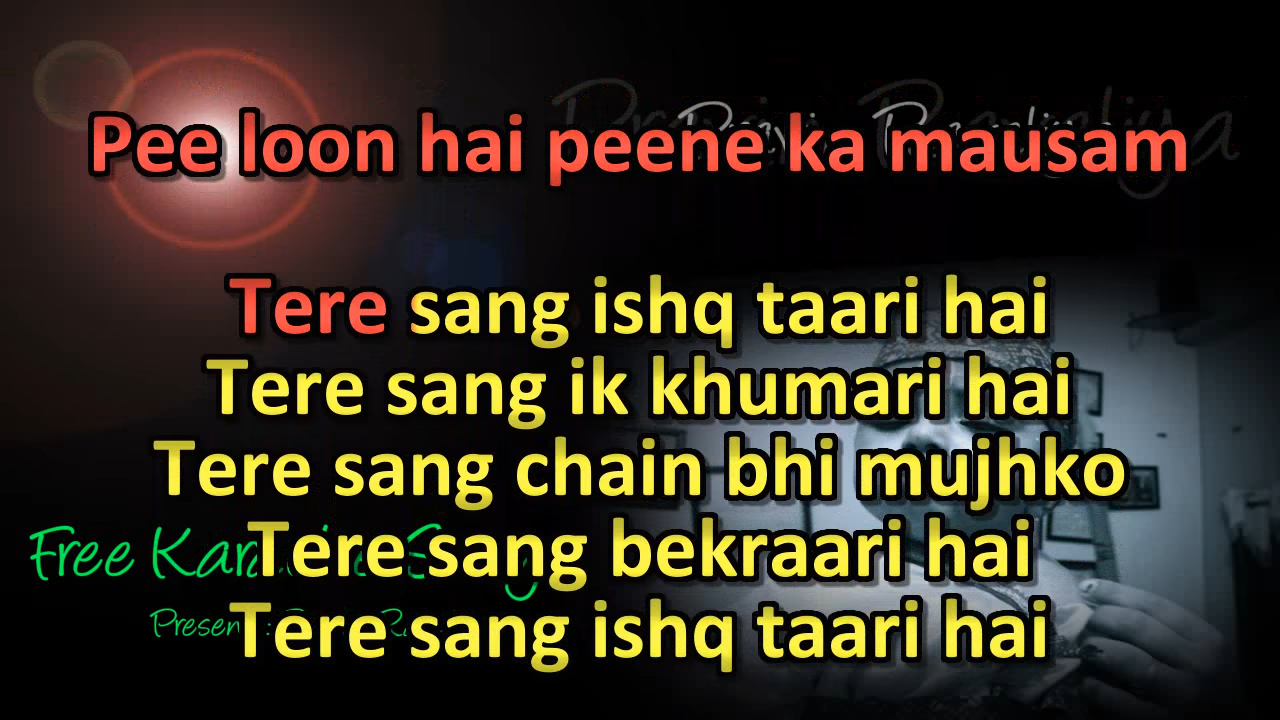 Pee loon hai peene ka mausam
Tere sang ishq taari hai
Tere sang ik khumari hai
Tere sang chain bhi mujhko
Tere sang bekraari hai
Free
Tere sang ishq taari hai